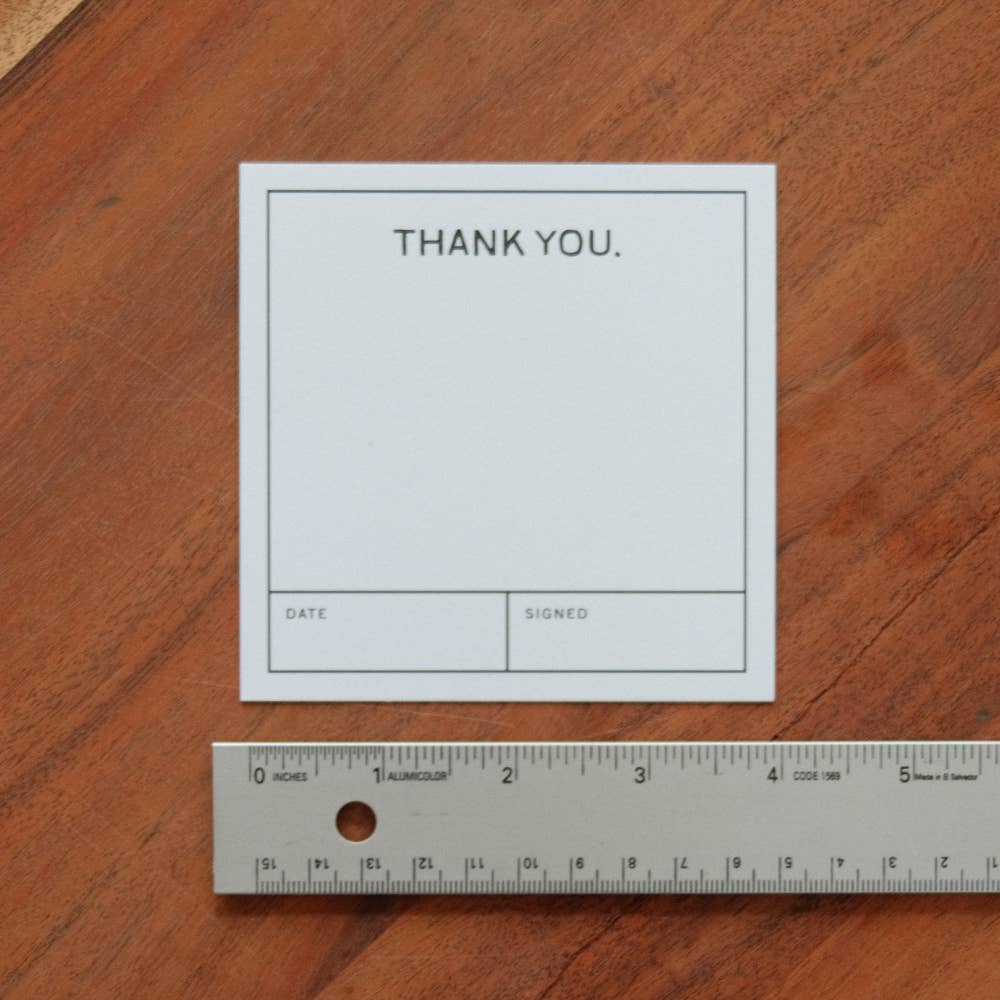 THANK YOU.
DATE
SIGNED
0 INCHES 1 ALUMICOLOR 2 3 4 CODE 1569 5 Made in El Salvador
15 14 13 12 11 10 9 8 7 6 5 4 3 2 1